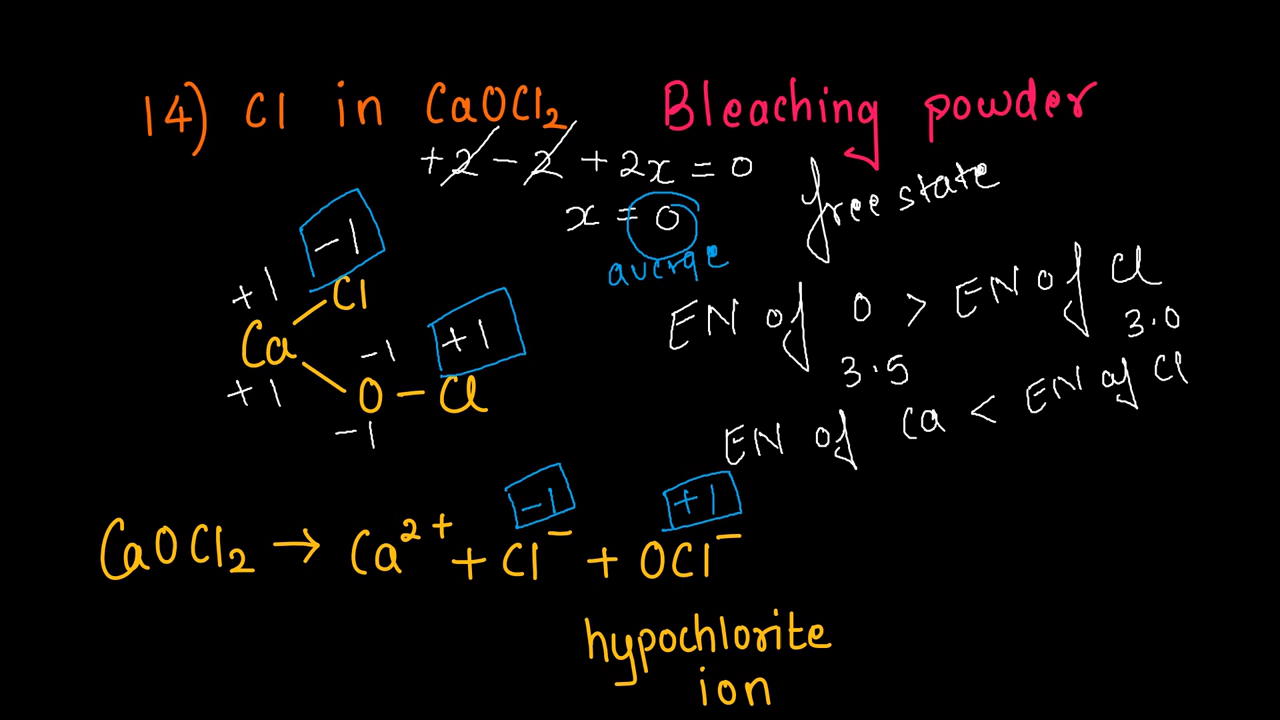 14) Cl in CaOCl2 Bleaching powder
+2 - 2 + 2x = 0
x = 0
averge
free state
-1
+1 Cl
Ca
+1
-1 +1
O - Cl
-1
EN of O > EN of Cl
3.5 3.0
EN of Ca < EN of Cl
-1 +1
CaOCl2 → Ca2+ + Cl- + OCl-
hypochlorite
ion